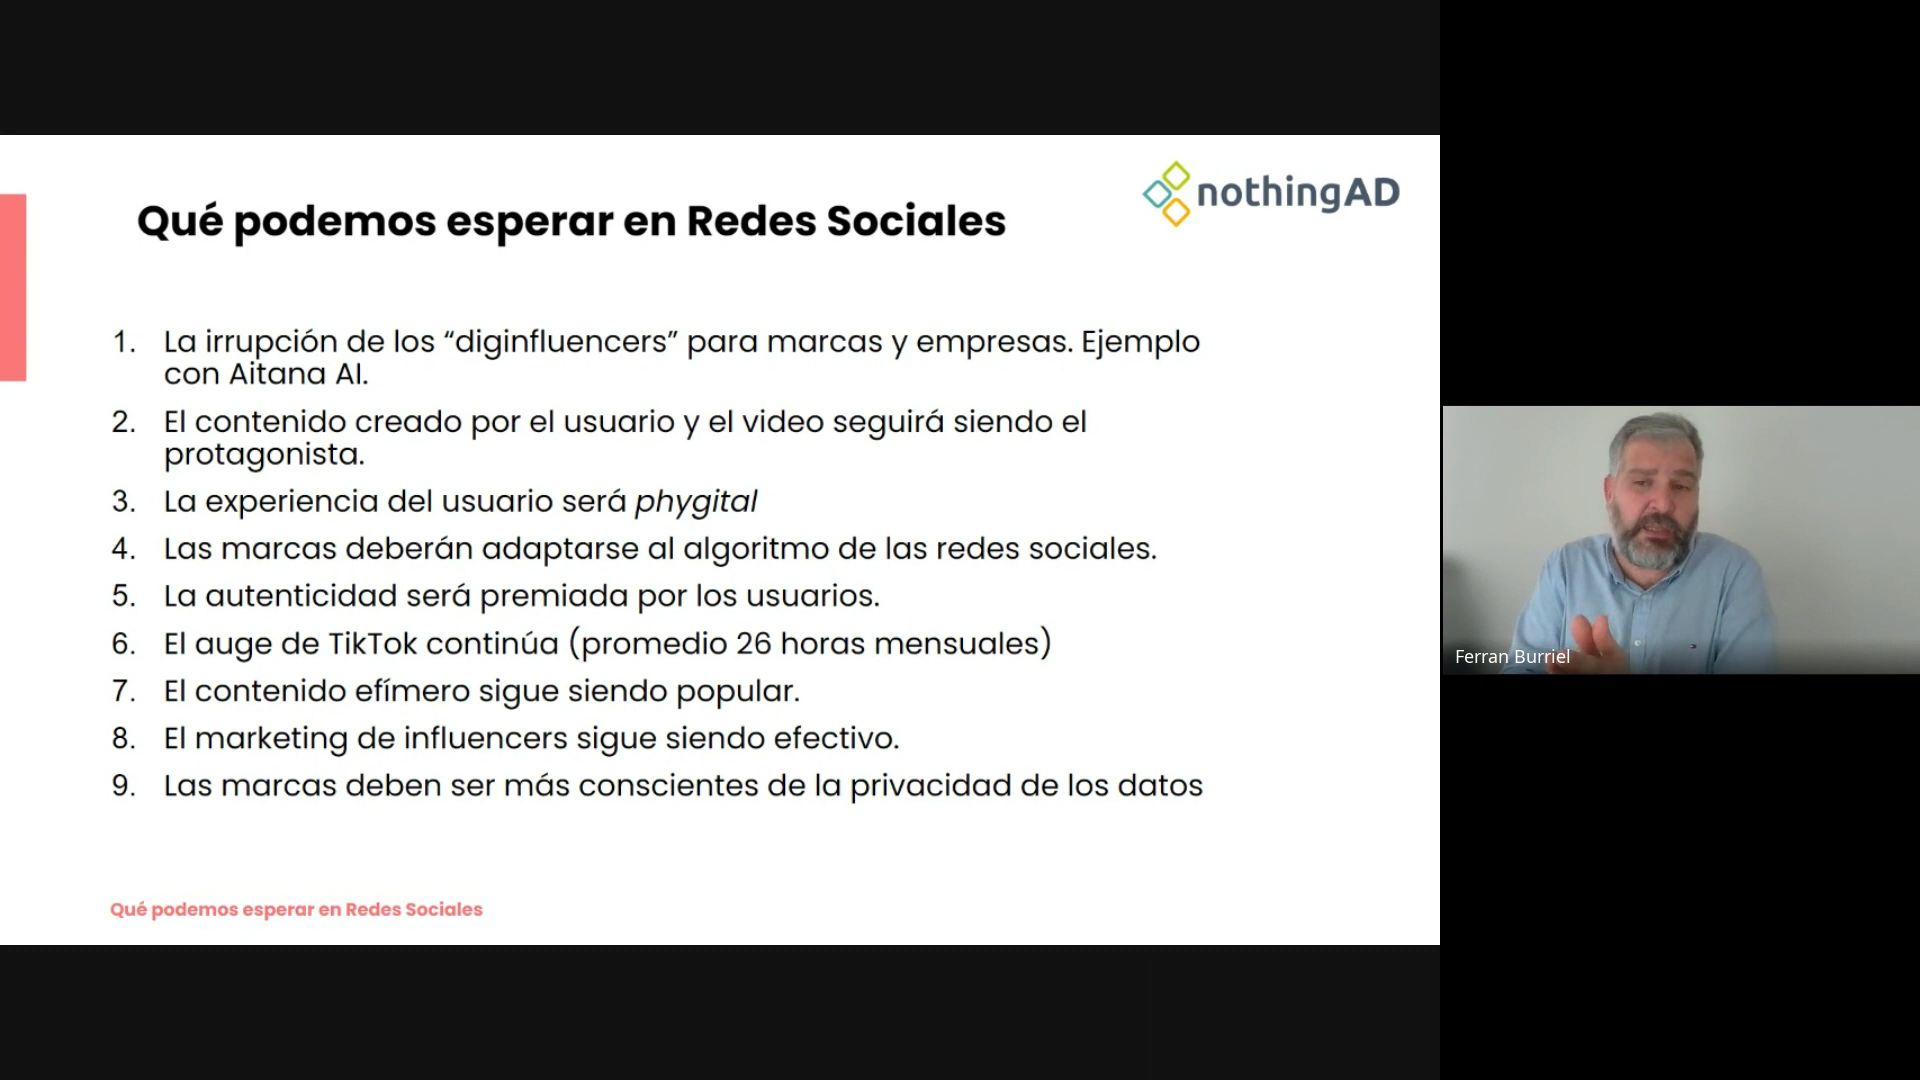 nothingAD
Qué podemos esperar en Redes Sociales
1. La irrupción de los “diginfluencers” para marcas y empresas. Ejemplo
con Aitana AI.
2. El contenido creado por el usuario y el video seguirá siendo el
protagonista.
3. La experiencia del usuario será phygital
4. Las marcas deberán adaptarse al algoritmo de las redes sociales.
5. La autenticidad será premiada por los usuarios.
6. El auge de TikTok continúa (promedio 26 horas mensuales)
7. El contenido efímero sigue siendo popular.
8. El marketing de influencers sigue siendo efectivo.
9. Las marcas deben ser más conscientes de la privacidad de los datos
Qué podemos esperar en Redes Sociales
Ferran Burriel